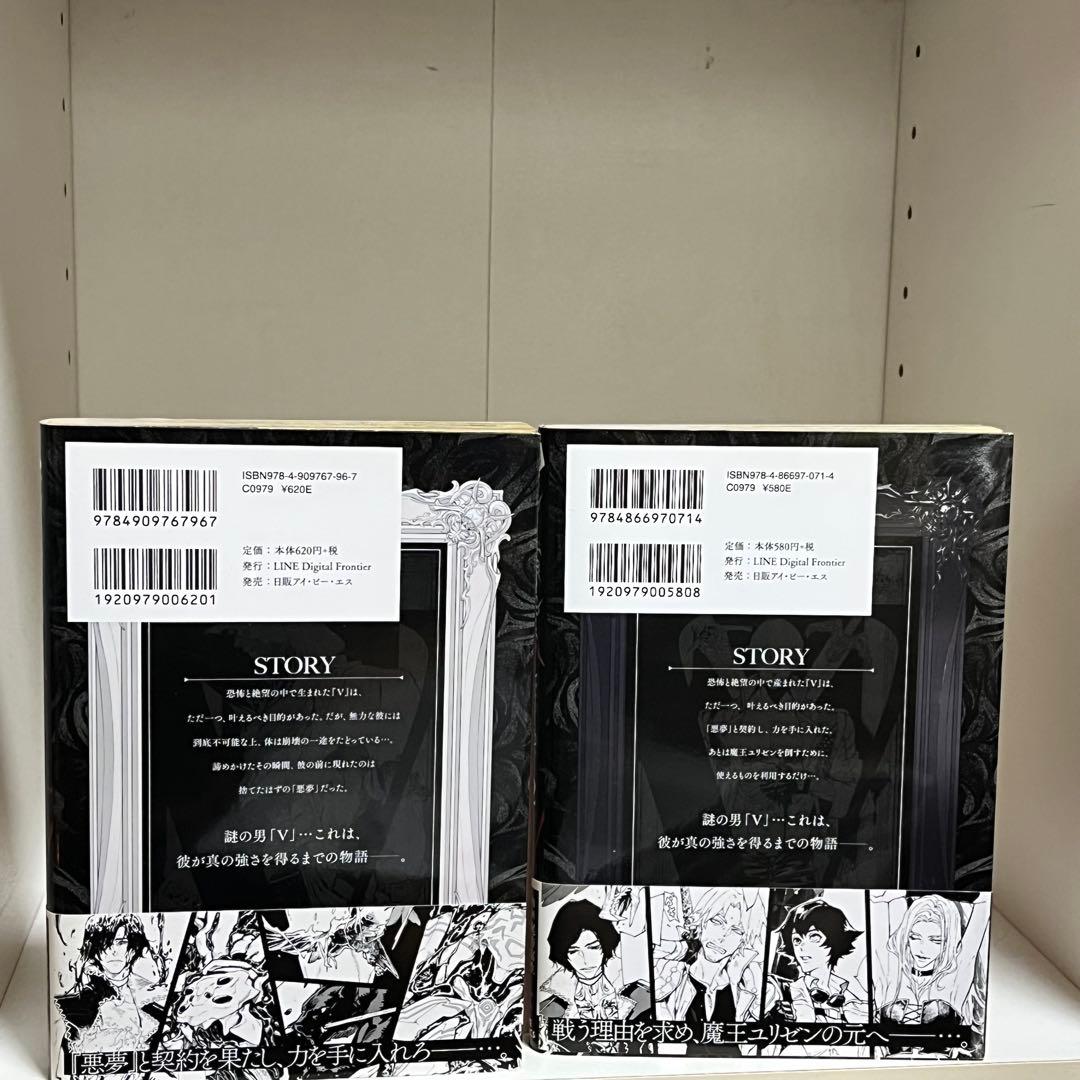 ISBN978-4-909767-96-7
C0979 ¥620E
9784909767967
定価：本体620円+税
発行：LINE Digital Frontier
発売：日販アイ・ピー・エス
1920979006201
STORY
恐怖と絶望の中で生まれた「V」は、
ただ一つ、叶えるべき目的があった。だが、無力な彼には
到底不可能な上、体は崩壊の一途をたどっている…。
諦めかけたその瞬間、彼の前に現れたのは
捨てたはずの「悪夢」だった。
謎の男「V」…これは、
彼が真の強さを得るまでの物語――。
『悪夢』と契約を果たし、力を手に入れろ――…。
ISBN978-4-86697-071-4
C0979 ¥580E
9784866970714
定価：本体580円+税
発行：LINE Digital Frontier
発売：日販アイ・ピー・エス
1920979005808
STORY
恐怖と絶望の中で産まれた「V」は、
ただ一つ、叶えるべき目的があった。
「悪夢」と契約し、力を手に入れた。
あとは魔王ユリゼンを倒すために、
使えるものを利用するだけ…。
謎の男「V」…これは、
彼が真の強さを得るまでの物語――。
戦う理由を求め、魔王ユリゼンの元へ――…。